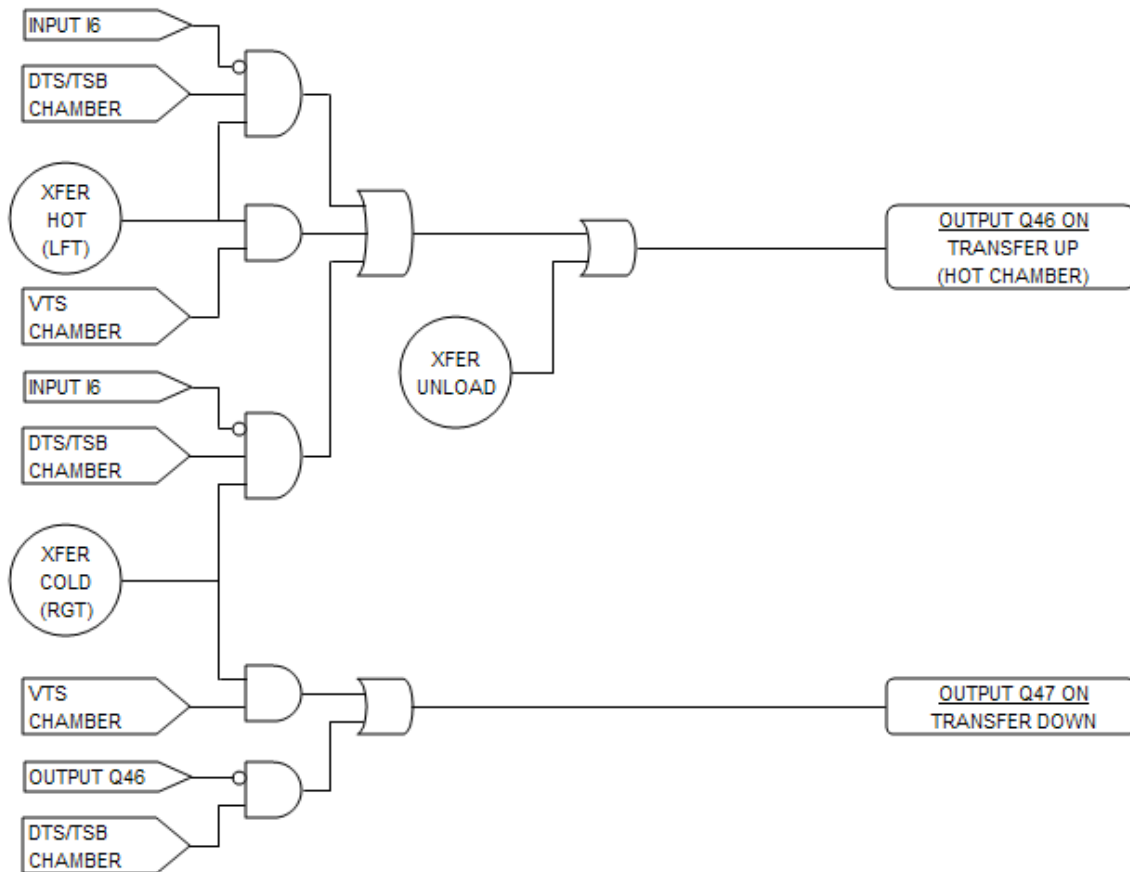 INPUT I6
DTS/TSB
CHAMBER
XFER
HOT
(LFT)
VTS
CHAMBER
INPUT I6
DTS/TSB
CHAMBER
XFER
COLD
(RGT)
VTS
CHAMBER
OUTPUT Q46
DTS/TSB
CHAMBER
XFER
UNLOAD
OUTPUT Q46 ON
TRANSFER UP
(HOT CHAMBER)
OUTPUT Q47 ON
TRANSFER DOWN